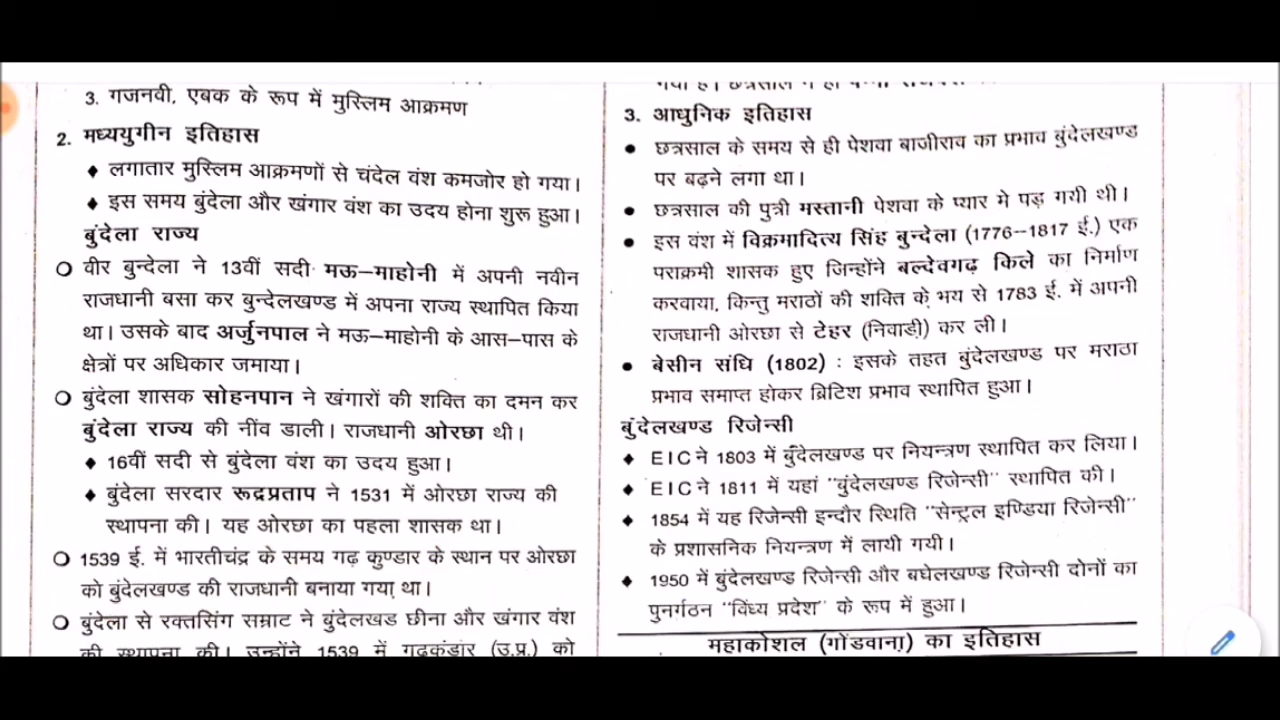 3. गजनवी, एबक के रूप में मुस्लिम आक्रमण
2. मध्ययुगीन इतिहास
♦ लगातार मुस्लिम आक्रमणों से चंदेल वंश कमजोर हो गया।
♦ इस समय बुंदेला और खंगार वंश का उदय होना शुरू हुआ।
बुंदेला राज्य
○ वीर बुन्देला ने 13वीं सदी मऊ–माहोनी में अपनी नवीन
राजधानी बसा कर बुन्देलखण्ड में अपना राज्य स्थापित किया
था। उसके बाद अर्जुनपाल ने मऊ–माहोनी के आस–पास के
क्षेत्रों पर अधिकार जमाया।
○ बुंदेला शासक सोहनपान ने खंगारों की शक्ति का दमन कर
बुंदेला राज्य की नींव डाली। राजधानी ओरछा थी।
♦ 16वीं सदी से बुंदेला वंश का उदय हुआ।
♦ बुंदेला सरदार रूद्रप्रताप ने 1531 में ओरछा राज्य की
स्थापना की। यह ओरछा का पहला शासक था।
○ 1539 ई. में भारतीचंद्र के समय गढ़ कुण्डार के स्थान पर ओरछा
को बुंदेलखण्ड की राजधानी बनाया गया था।
○ बुंदेला से रक्तसिंग सम्राट ने बुंदेलखड छीना और खंगार वंश
की स्थापना की। उन्होंने 1539 में गढ़कुंडार (उ.प्र.) को
गया है। छत्रसाल ने ही
3. आधुनिक इतिहास
• छत्रसाल के समय से ही पेशवा बाजीराव का प्रभाव बुंदेलखण्ड
पर बढ़ने लगा था।
• छत्रसाल की पुत्री मस्तानी पेशवा के प्यार मे पड़ गयी थी।
• इस वंश में विक्रमादित्य सिंह बुन्देला (1776–1817 ई.) एक
पराक्रमी शासक हुए जिन्होंने बल्देवगढ़ किले का निर्माण
करवाया, किन्तु मराठों की शक्ति के भय से 1783 ई. में अपनी
राजधानी ओरछा से टेहर (निवाड़ी) कर ली।
• बेसीन संधि (1802) : इसके तहत बुंदेलखण्ड पर मराठा
प्रभाव समाप्त होकर ब्रिटिश प्रभाव स्थापित हुआ।
बुंदेलखण्ड रिजेन्सी
♦ EIC ने 1803 में बुंदेलखण्ड पर नियन्त्रण स्थापित कर लिया।
♦ EIC ने 1811 में यहां "बुंदेलखण्ड रिजेन्सी" स्थापित की।
♦ 1854 में यह रिजेन्सी इन्दौर स्थिति "सेन्ट्रल इण्डिया रिजेन्सी"
के प्रशासनिक नियन्त्रण में लायी गयी।
♦ 1950 में बुंदेलखण्ड रिजेन्सी और बघेलखण्ड रिजेन्सी दोनों का
पुनर्गठन "विंध्य प्रदेश" के रूप में हुआ।
महाकोशल (गोंडवाना) का इतिहास